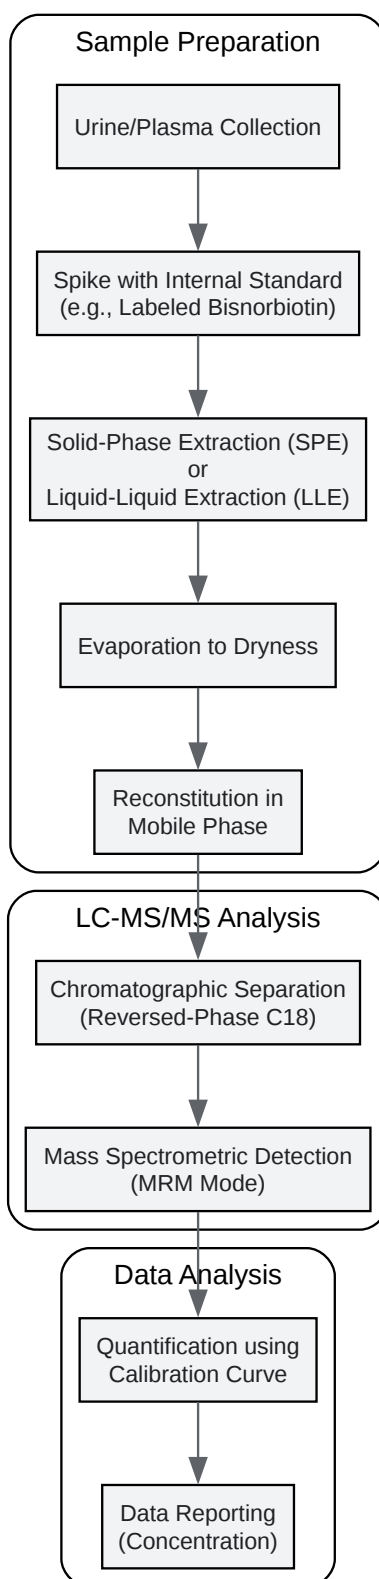 Sample Preparation
Urine/Plasma Collection
Spike with Internal Standard
(e.g., Labeled Bisnorbiotin)
Solid-Phase Extraction (SPE)
or
Liquid-Liquid Extraction (LLE)
Evaporation to Dryness
Reconstitution in
Mobile Phase
LC-MS/MS Analysis
Chromatographic Separation
(Reversed-Phase C18)
Mass Spectrometric Detection
(MRM Mode)
Data Analysis
Quantification using
Calibration Curve
Data Reporting
(Concentration)